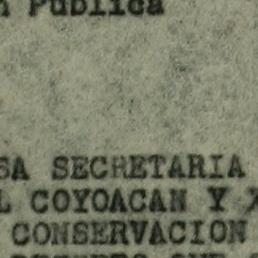 n Pública
SA SECRETARIA
L COYOACAN Y X
CONSERVACION